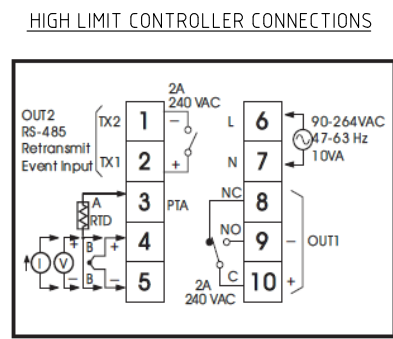 HIGH LIMIT CONTROLLER CONNECTIONS
2A
240 VAC
OUT2
RS-485
Retransmit
Event Input
TX2
TX1
1
2
3
4
5
−
+
PTA
A
RTD
B
B
+
−
+
−
I
V
L
N
NC
NO
C
6
7
8
9
10
90-264VAC
47-63 Hz
10VA
−
+
OUT1
2A
240 VAC